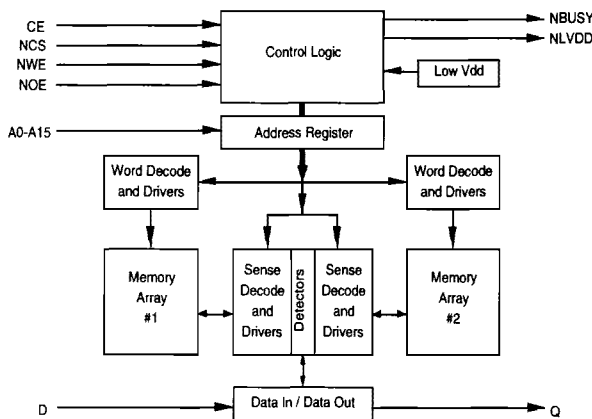 CE
NCS
NWE
NOE
Control Logic
NBUSY
NLVDD
Low Vdd
A0-A15
Address Register
Word Decode
and Drivers
Word Decode
and Drivers
Memory
Array
#1
Sense
Decode
and
Drivers
Detectors
Sense
Decode
and
Drivers
Memory
Array
#2
D
Data In / Data Out
Q